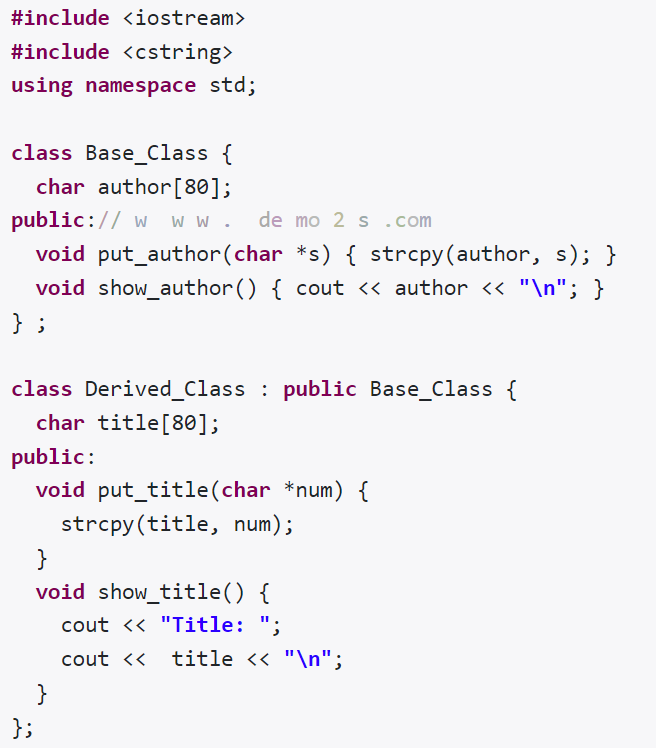 #include <iostream>
#include <cstring>
using namespace std;

class Base_Class {
  char author[80];
public:// w  w w .  de mo 2 s .com
  void put_author(char *s) { strcpy(author, s); }
  void show_author() { cout << author << "\n"; }
} ;

class Derived_Class : public Base_Class {
  char title[80];
public:
  void put_title(char *num) {
    strcpy(title, num);
  }
  void show_title() {
    cout << "Title: ";
    cout <<  title << "\n";
  }
};